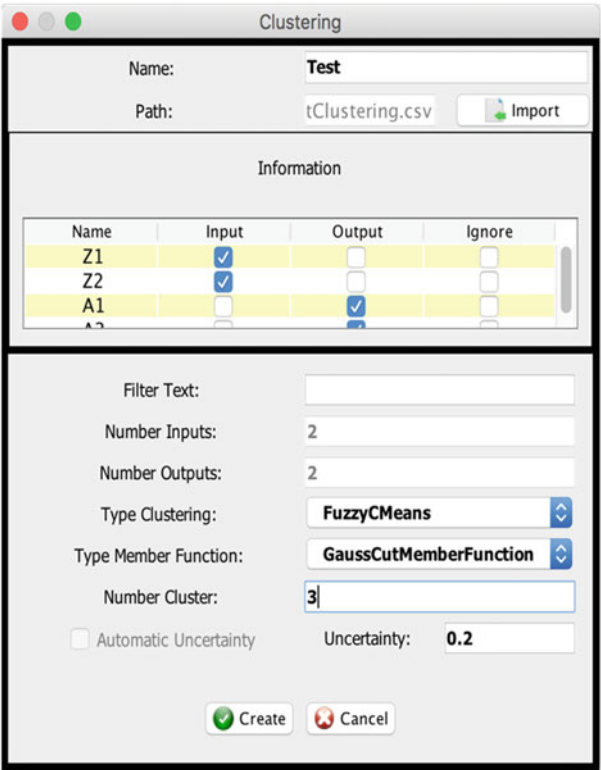 Clustering
Name: Test
Path: tClustering.csv Import
Information
Name Input Output Ignore
Z1
Z2
A1
A2
Filter Text:
Number Inputs: 2
Number Outputs: 2
Type Clustering: FuzzyCMeans
Type Member Function: GaussCutMemberFunction
Number Cluster: 3
Automatic Uncertainty Uncertainty: 0.2
Create Cancel